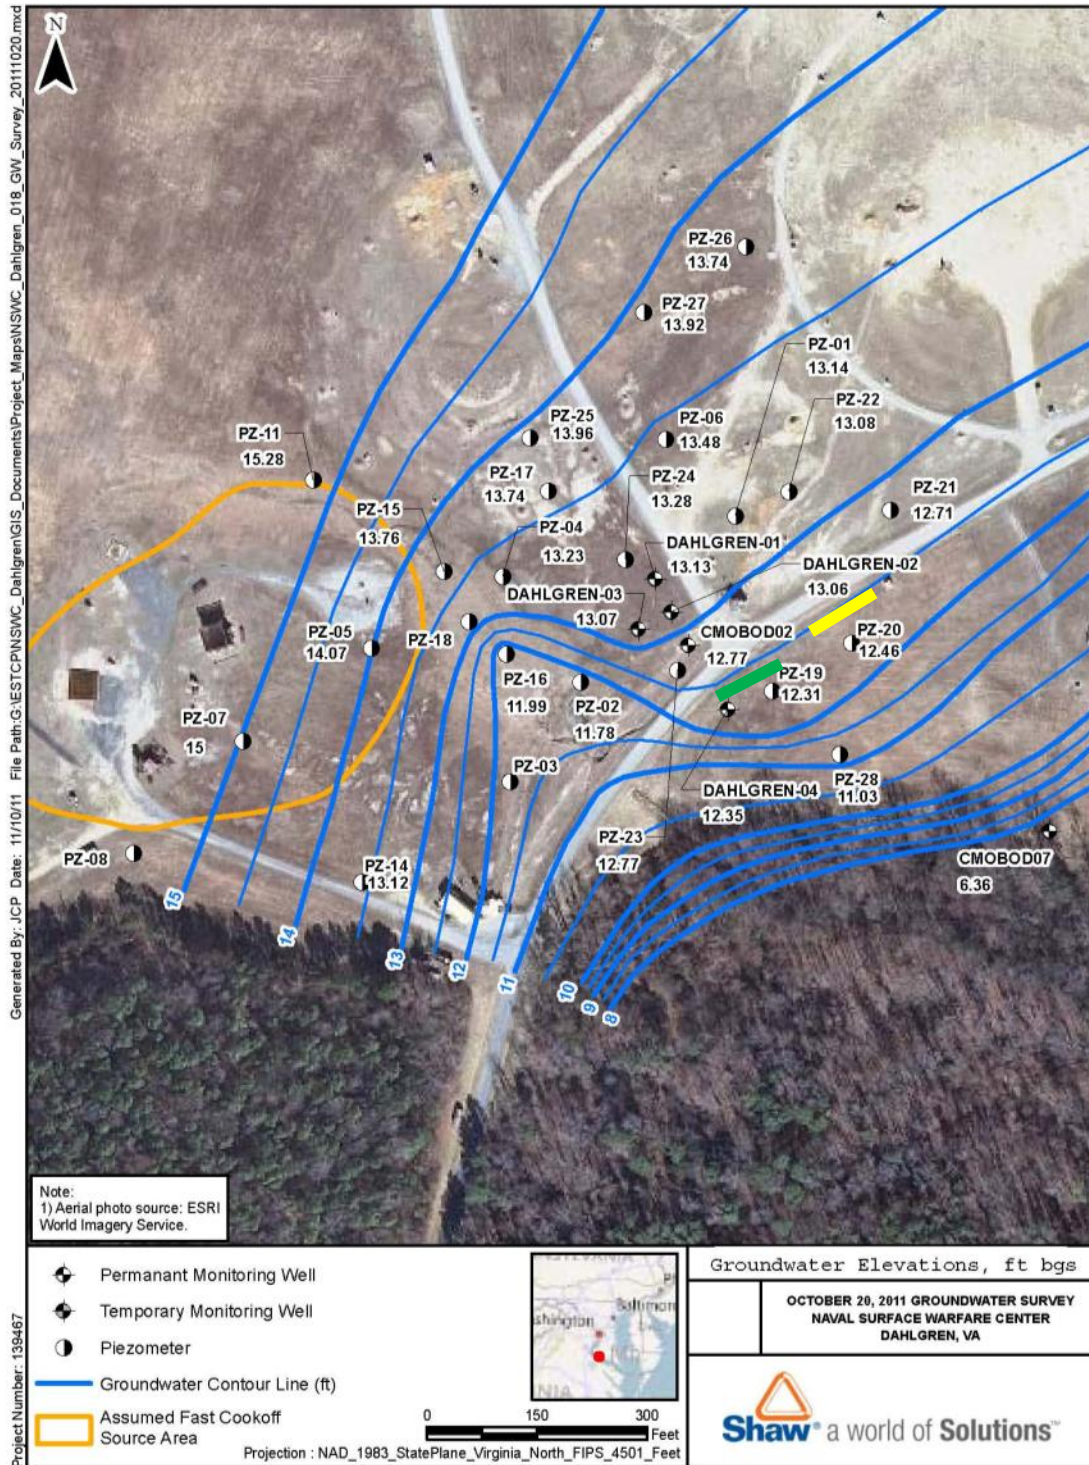 Generated By: JCP Date: 11/10/11 File Path:G:\ESTCP\NSWC_Dahlgren\GIS_Documents\Project_Maps\NSWC_Dahlgren_018_GW_Survey_20111020.mxd
N
PZ-26
13.74
PZ-27
13.92
PZ-01
13.14
PZ-22
13.08
PZ-25
13.96
PZ-06
13.48
PZ-11
15.28
PZ-17
13.74
PZ-24
13.28
PZ-21
12.71
PZ-15
13.76
PZ-04
13.23
DAHLGREN-01
13.13
DAHLGREN-02
13.06
DAHLGREN-03
13.07
PZ-05
14.07
PZ-18
CMOBOD02
12.77
PZ-20
12.46
PZ-16
11.99
PZ-02
11.78
PZ-19
12.31
PZ-07
15
PZ-03
PZ-28
11.03
DAHLGREN-04
12.35
PZ-23
12.77
PZ-08
PZ-14
13.12
CMOBOD07
6.36
15
14
13
12
11
10
9
8
Note:
1) Aerial photo source: ESRI
World Imagery Service.
Project Number: 139467
Permanant Monitoring Well
Temporary Monitoring Well
Piezometer
Groundwater Contour Line (ft)
Assumed Fast Cookoff
Source Area
0 150 300
Feet
Projection : NAD_1983_StatePlane_Virginia_North_FIPS_4501_Feet
Groundwater Elevations, ft bgs
OCTOBER 20, 2011 GROUNDWATER SURVEY
NAVAL SURFACE WARFARE CENTER
DAHLGREN, VA
Shaw® a world of Solutions™